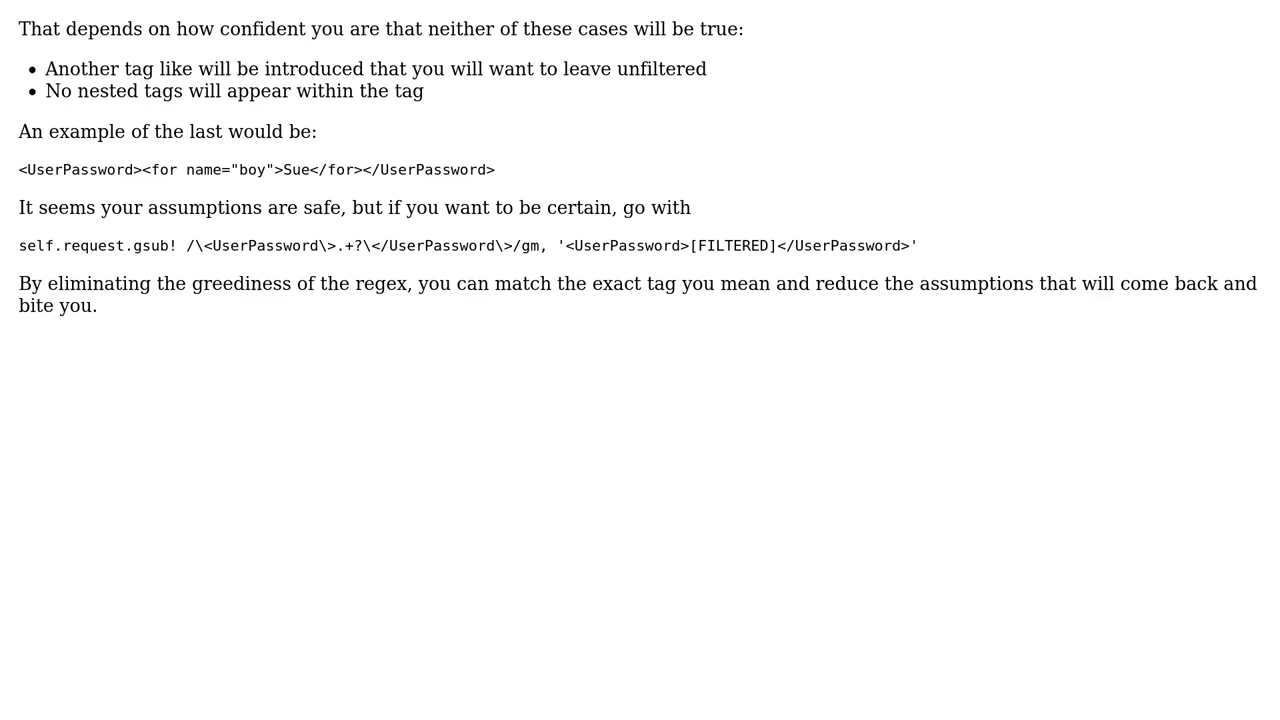 That depends on how confident you are that neither of these cases will be true:
• Another tag like will be introduced that you will want to leave unfiltered
• No nested tags will appear within the tag
An example of the last would be:
<UserPassword><for name="boy">Sue</for></UserPassword>
It seems your assumptions are safe, but if you want to be certain, go with
self.request.gsub! /\<UserPassword\>.+?\</UserPassword\>/gm, '<UserPassword>[FILTERED]</UserPassword>'
By eliminating the greediness of the regex, you can match the exact tag you mean and reduce the assumptions that will come back and
bite you.